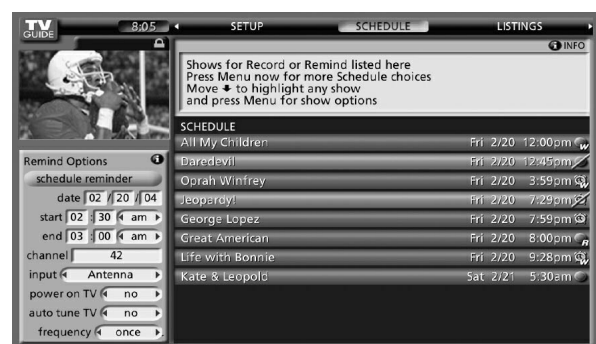 TV
GUIDE
8:05
SETUP
SCHEDULE
LISTINGS
INFO
Shows for Record or Remind listed here
Press Menu now for more Schedule choices
Move to highlight any show
and press Menu for show options
SCHEDULE
All My Children Fri 2/20 12:00pm W
Daredevil Fri 2/20 12:45pm
Oprah Winfrey Fri 2/20 3:59pm W
Jeopardy! Fri 2/20 7:29pm
George Lopez Fri 2/20 7:59pm
Great American Fri 2/20 8:00pm R
Life with Bonnie Fri 2/20 9:28pm W
Kate & Leopold Sat 2/21 5:30am
Remind Options
schedule reminder
date 02 / 20 / 04
start 02 : 30 am
end 03 : 00 am
channel 42
input Antenna
power on TV no
auto tune TV no
frequency once